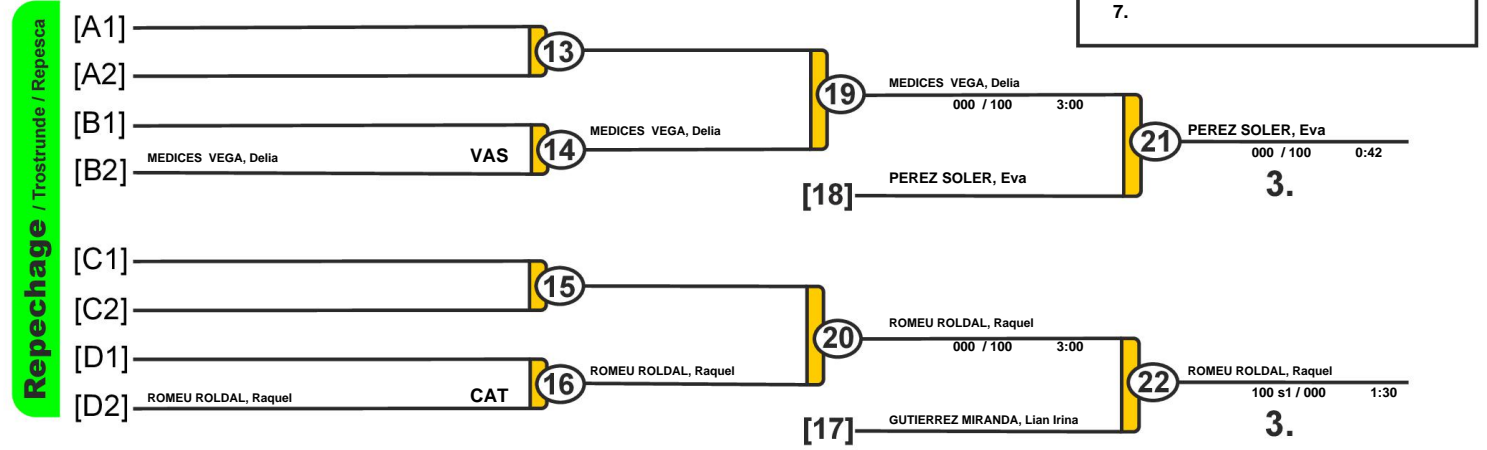 Repechage / Trostrunde / Repesca
7.
[A1]
[A2]
13
[B1]
[B2] MEDICES VEGA, Delia VAS
14 MEDICES VEGA, Delia
19 MEDICES VEGA, Delia
000 / 100 3:00
[18] PEREZ SOLER, Eva
21 PEREZ SOLER, Eva
000 / 100 0:42
3.
[C1]
[C2]
15
[D1]
[D2] ROMEU ROLDAL, Raquel CAT
16 ROMEU ROLDAL, Raquel
20 ROMEU ROLDAL, Raquel
000 / 100 3:00
[17] GUTIERREZ MIRANDA, Lian Irina
22 ROMEU ROLDAL, Raquel
100 s1 / 000 1:30
3.